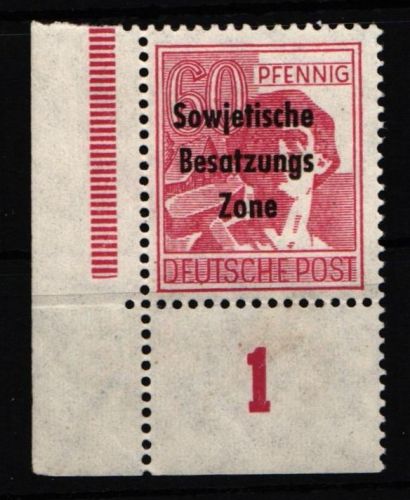 60 PFENNIG
Sowjetische
Besatzungs
Zone
DEUTSCHE POST
1